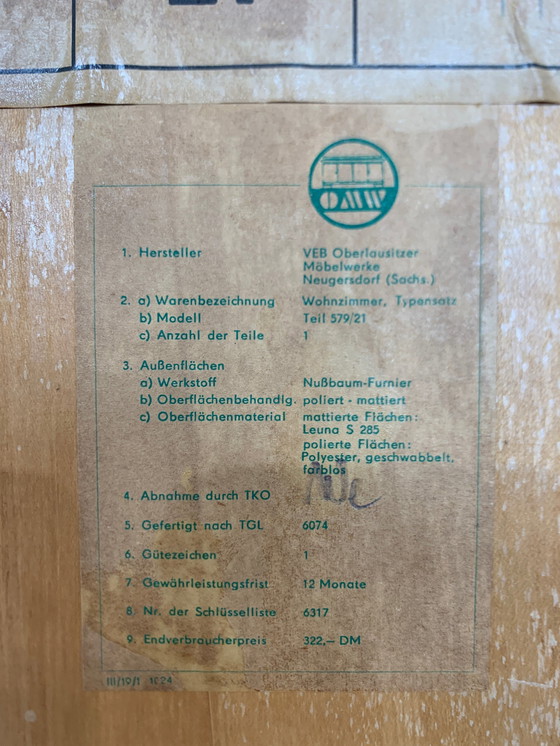 OMW
1. Hersteller VEB Oberlausitzer
Möbelwerke
Neugersdorf (Sachs.)
2. a) Warenbezeichnung Wohnzimmer, Typensatz
b) Modell Teil 579/21
c) Anzahl der Teile 1
3. Außenflächen
a) Werkstoff Nußbaum-Furnier
b) Oberflächenbehandlg. poliert - mattiert
c) Oberflächenmaterial mattierte Flächen:
Leuna S 285
polierte Flächen:
Polyester, geschwabbelt,
farblos
4. Abnahme durch TKO
5. Gefertigt nach TGL 6074
6. Gütezeichen 1
7. Gewährleistungsfrist 12 Monate
8. Nr. der Schlüsselliste 6317
9. Endverbraucherpreis 322,— DM
III/19/1